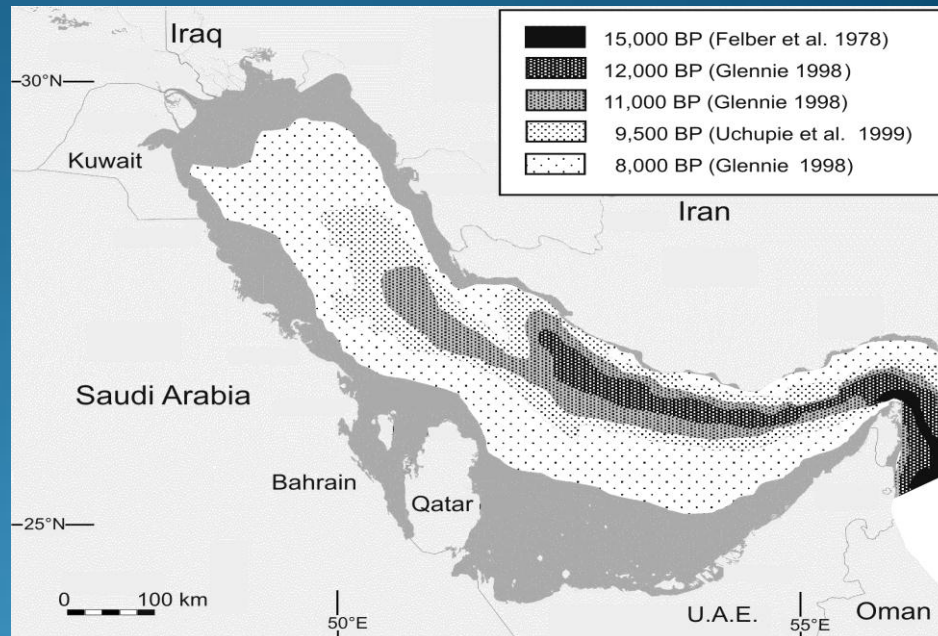 Iraq
15,000 BP (Felber et al. 1978)
12,000 BP (Glennie 1998)
11,000 BP (Glennie 1998)
9,500 BP (Uchupie et al. 1999)
8,000 BP (Glennie 1998)
30°N
Kuwait
Iran
Saudi Arabia
Bahrain
Qatar
25°N
0 100 km
50°E
U.A.E.
55°E
Oman